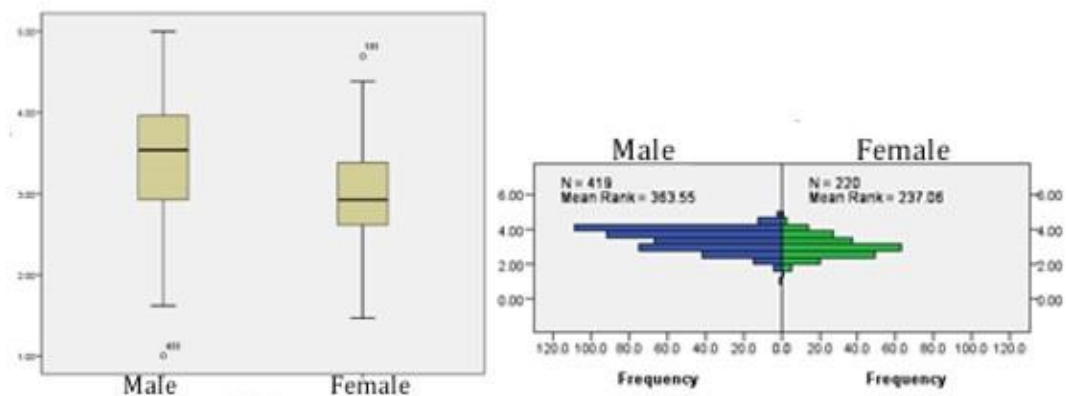 5.00
4.00
3.00
2.00
1.00
Male Female
Male Female
N = 419
Mean Rank = 363.55
N = 220
Mean Rank = 237.06
6.00
4.00
2.00
0.00
6.00
4.00
2.00
0.00
120.0 100.0 80.0 60.0 40.0 20.0 0.0 20.0 40.0 60.0 80.0 100.0 120.0
Frequency Frequency